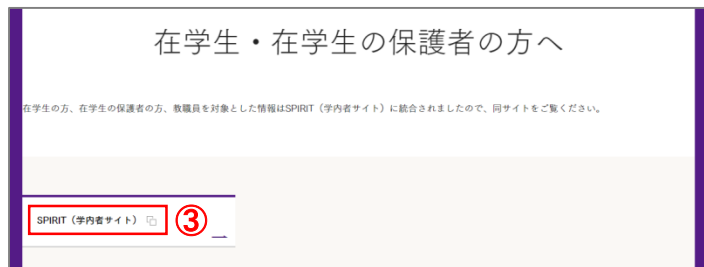 在学生・在学生の保護者の方へ
在学生の方、在学生の保護者の方、教職員を対象とした情報はSPIRIT（学内者サイト）に統合されましたので、同サイトをご覧ください。
SPIRIT（学内者サイト） ③